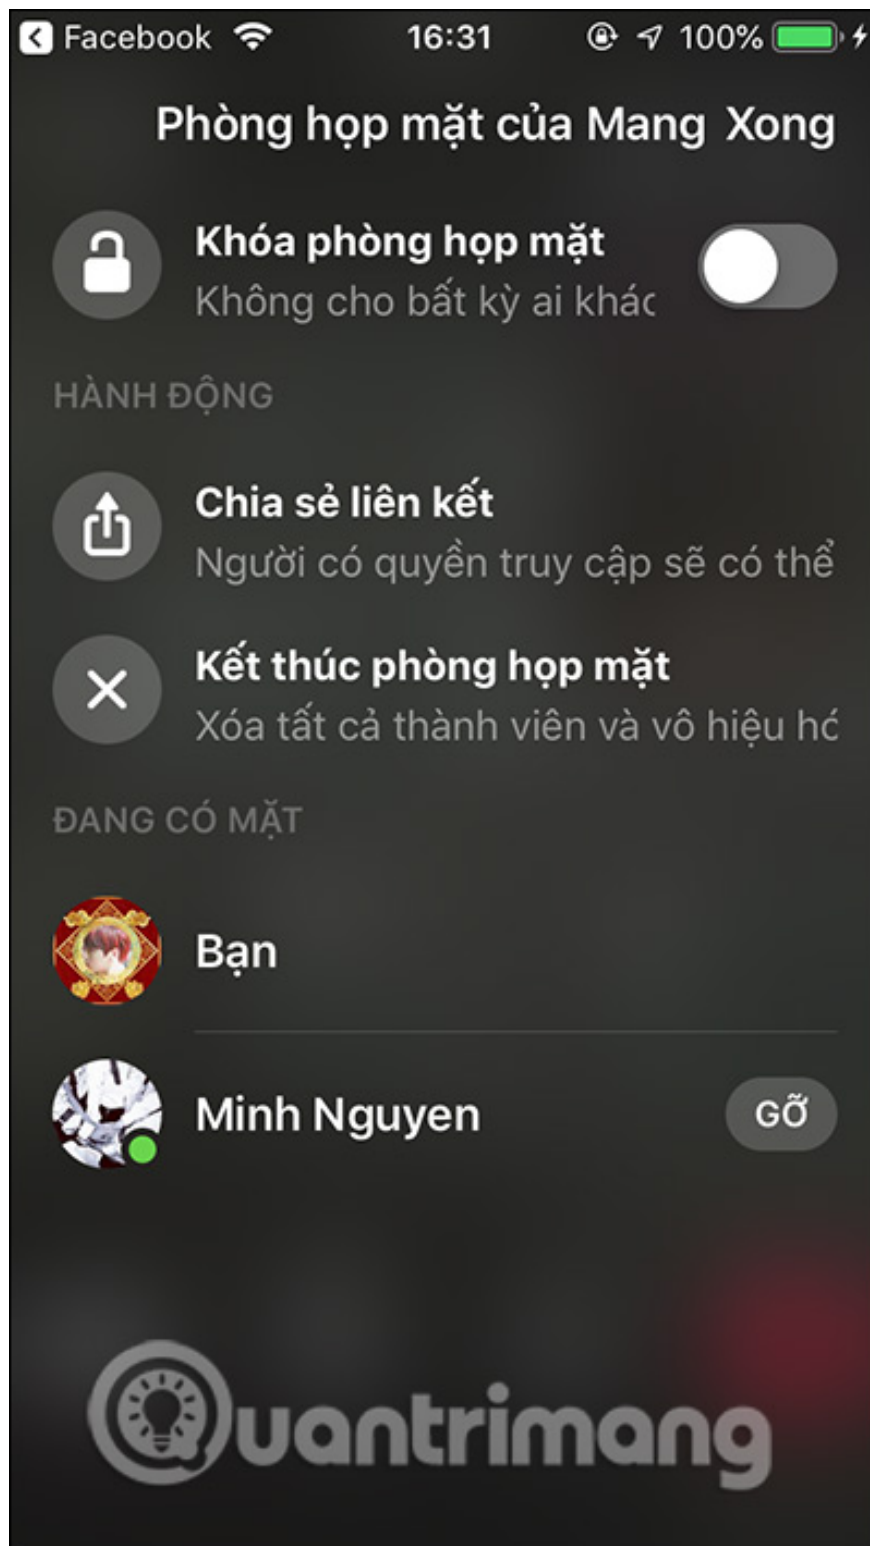 Facebook 16:31 100%
Phòng họp mặt của Mang Xong
Khóa phòng họp mặt
Không cho bất kỳ ai khác
HÀNH ĐỘNG
Chia sẻ liên kết
Người có quyền truy cập sẽ có thể
Kết thúc phòng họp mặt
Xóa tất cả thành viên và vô hiệu hó
ĐANG CÓ MẶT
Bạn
Minh Nguyen GỠ
Quantrimang